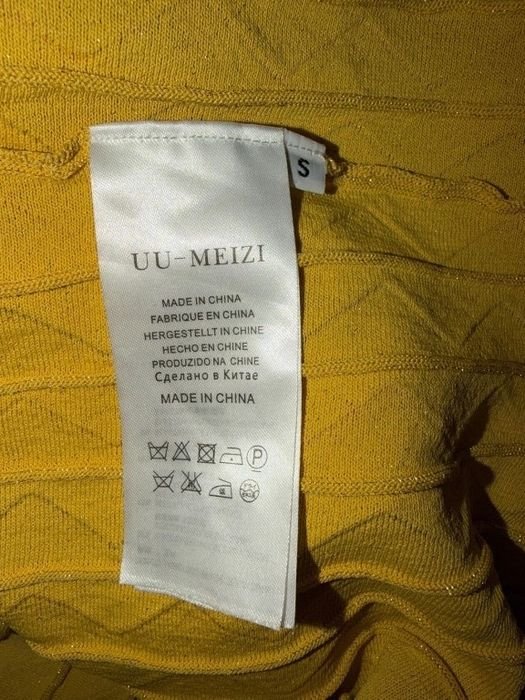 S
UU-MEIZI
MADE IN CHINA
FABRIQUE EN CHINA
HERGESTELLT IN CHINE
HECHO EN CHINE
PRODUZIDO NA CHINE
Сделано в Китае
MADE IN CHINA
P